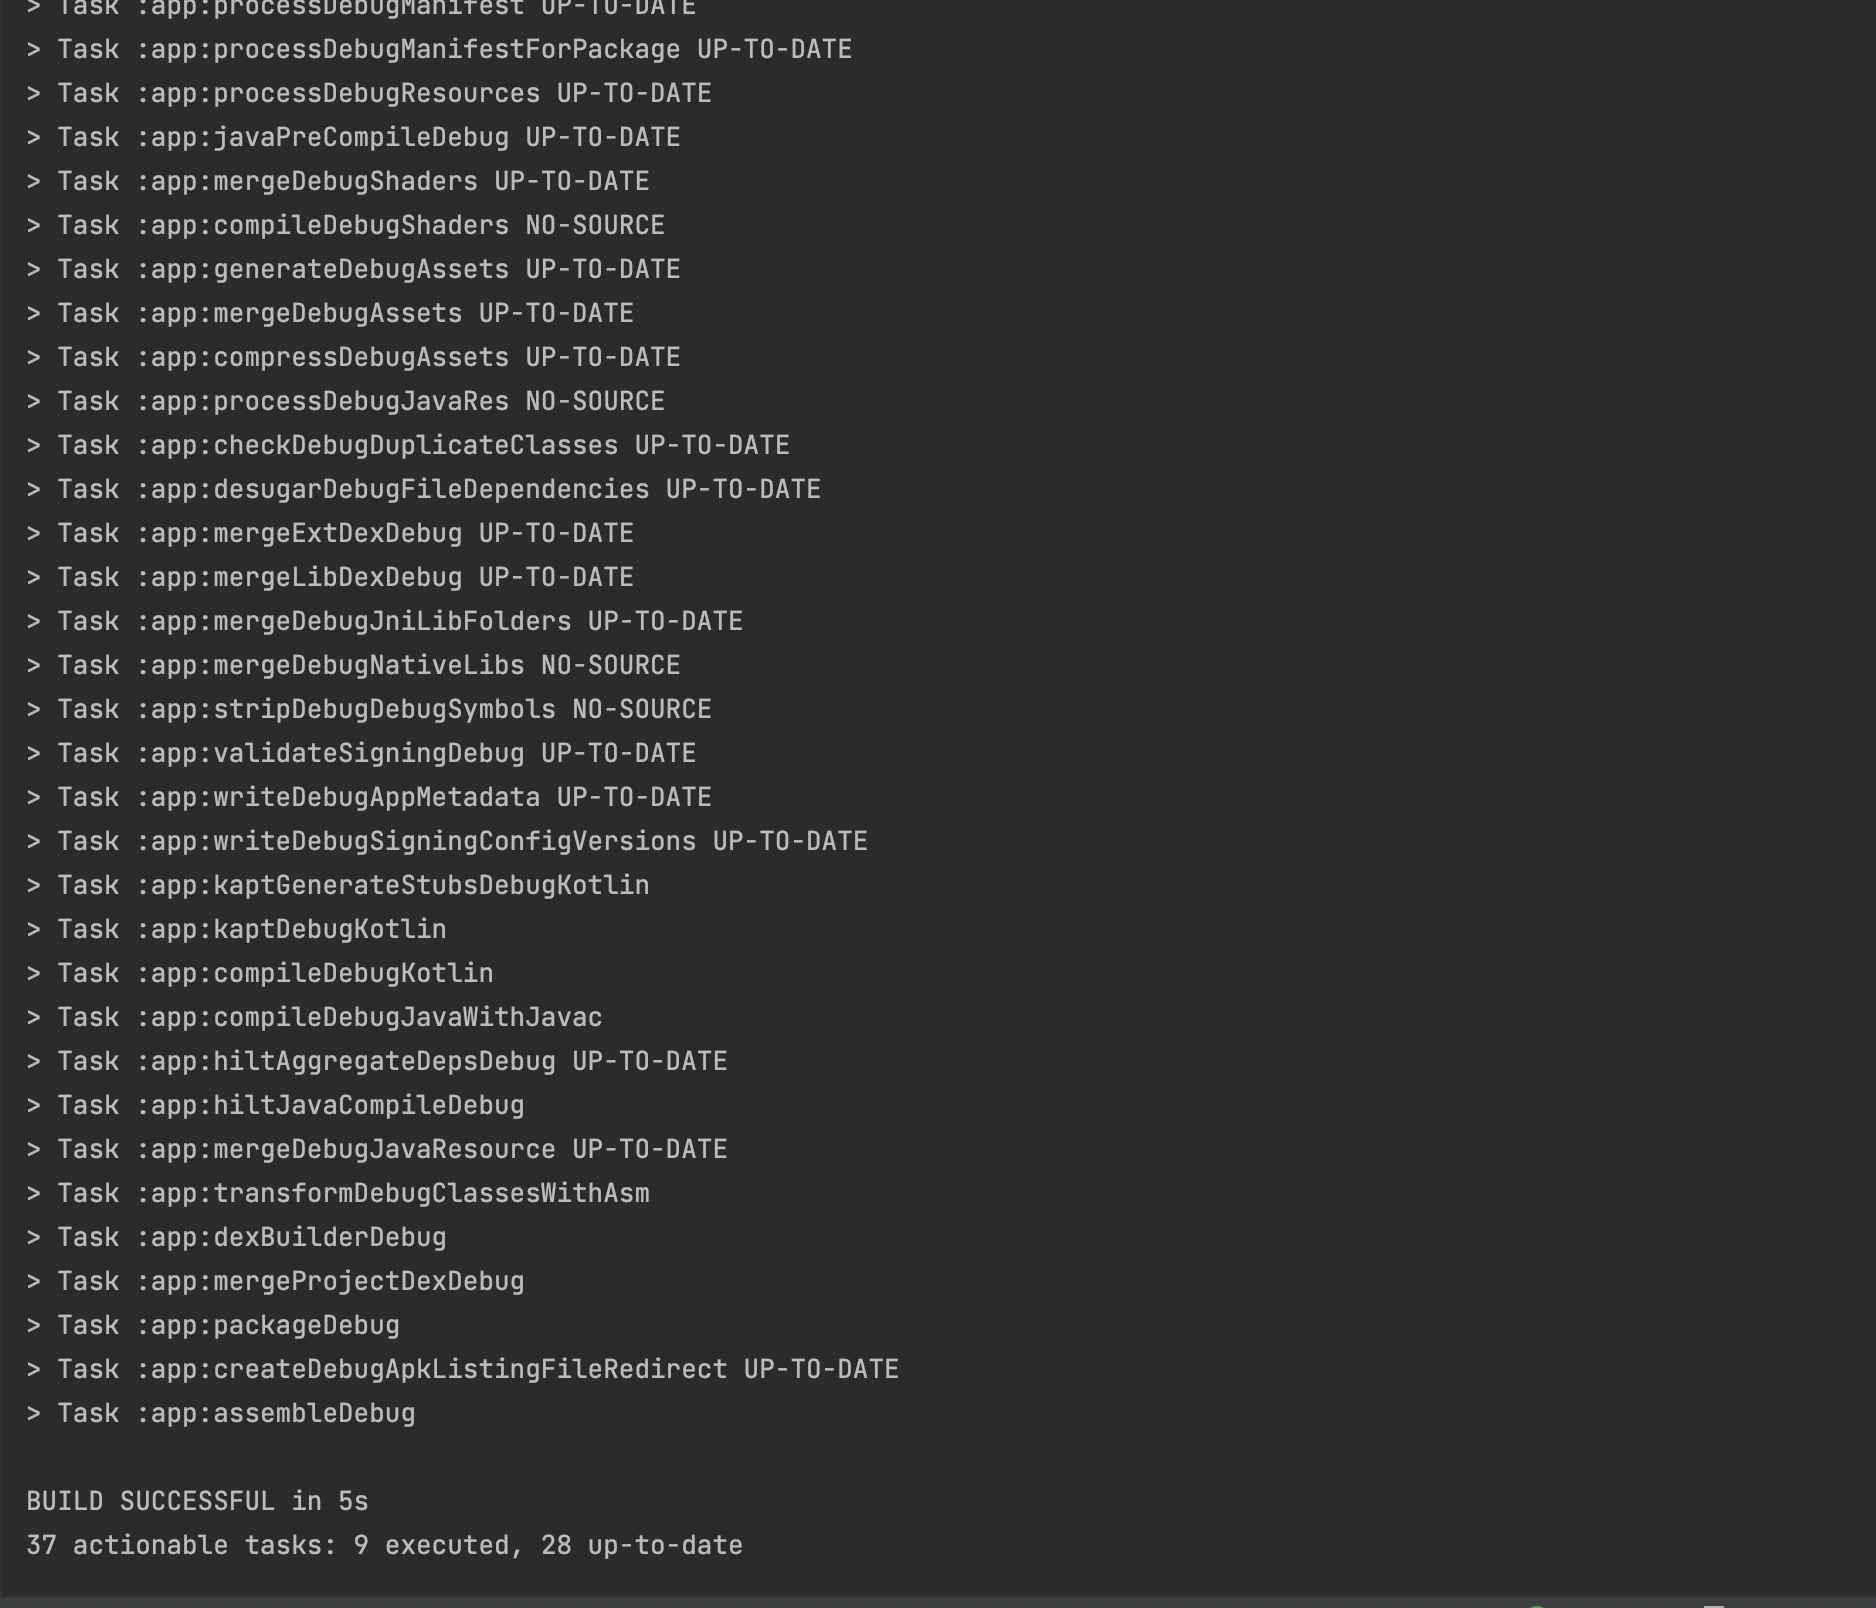 > Task :app:processDebugManifest UP-TO-DATE
> Task :app:processDebugManifestForPackage UP-TO-DATE
> Task :app:processDebugResources UP-TO-DATE
> Task :app:javaPreCompileDebug UP-TO-DATE
> Task :app:mergeDebugShaders UP-TO-DATE
> Task :app:compileDebugShaders NO-SOURCE
> Task :app:generateDebugAssets UP-TO-DATE
> Task :app:mergeDebugAssets UP-TO-DATE
> Task :app:compressDebugAssets UP-TO-DATE
> Task :app:processDebugJavaRes NO-SOURCE
> Task :app:checkDebugDuplicateClasses UP-TO-DATE
> Task :app:desugarDebugFileDependencies UP-TO-DATE
> Task :app:mergeExtDexDebug UP-TO-DATE
> Task :app:mergeLibDexDebug UP-TO-DATE
> Task :app:mergeDebugJniLibFolders UP-TO-DATE
> Task :app:mergeDebugNativeLibs NO-SOURCE
> Task :app:stripDebugDebugSymbols NO-SOURCE
> Task :app:validateSigningDebug UP-TO-DATE
> Task :app:writeDebugAppMetadata UP-TO-DATE
> Task :app:writeDebugSigningConfigVersions UP-TO-DATE
> Task :app:kaptGenerateStubsDebugKotlin
> Task :app:kaptDebugKotlin
> Task :app:compileDebugKotlin
> Task :app:compileDebugJavaWithJavac
> Task :app:hiltAggregateDepsDebug UP-TO-DATE
> Task :app:hiltJavaCompileDebug
> Task :app:mergeDebugJavaResource UP-TO-DATE
> Task :app:transformDebugClassesWithAsm
> Task :app:dexBuilderDebug
> Task :app:mergeProjectDexDebug
> Task :app:packageDebug
> Task :app:createDebugApkListingFileRedirect UP-TO-DATE
> Task :app:assembleDebug
BUILD SUCCESSFUL in 5s
37 actionable tasks: 9 executed, 28 up-to-date